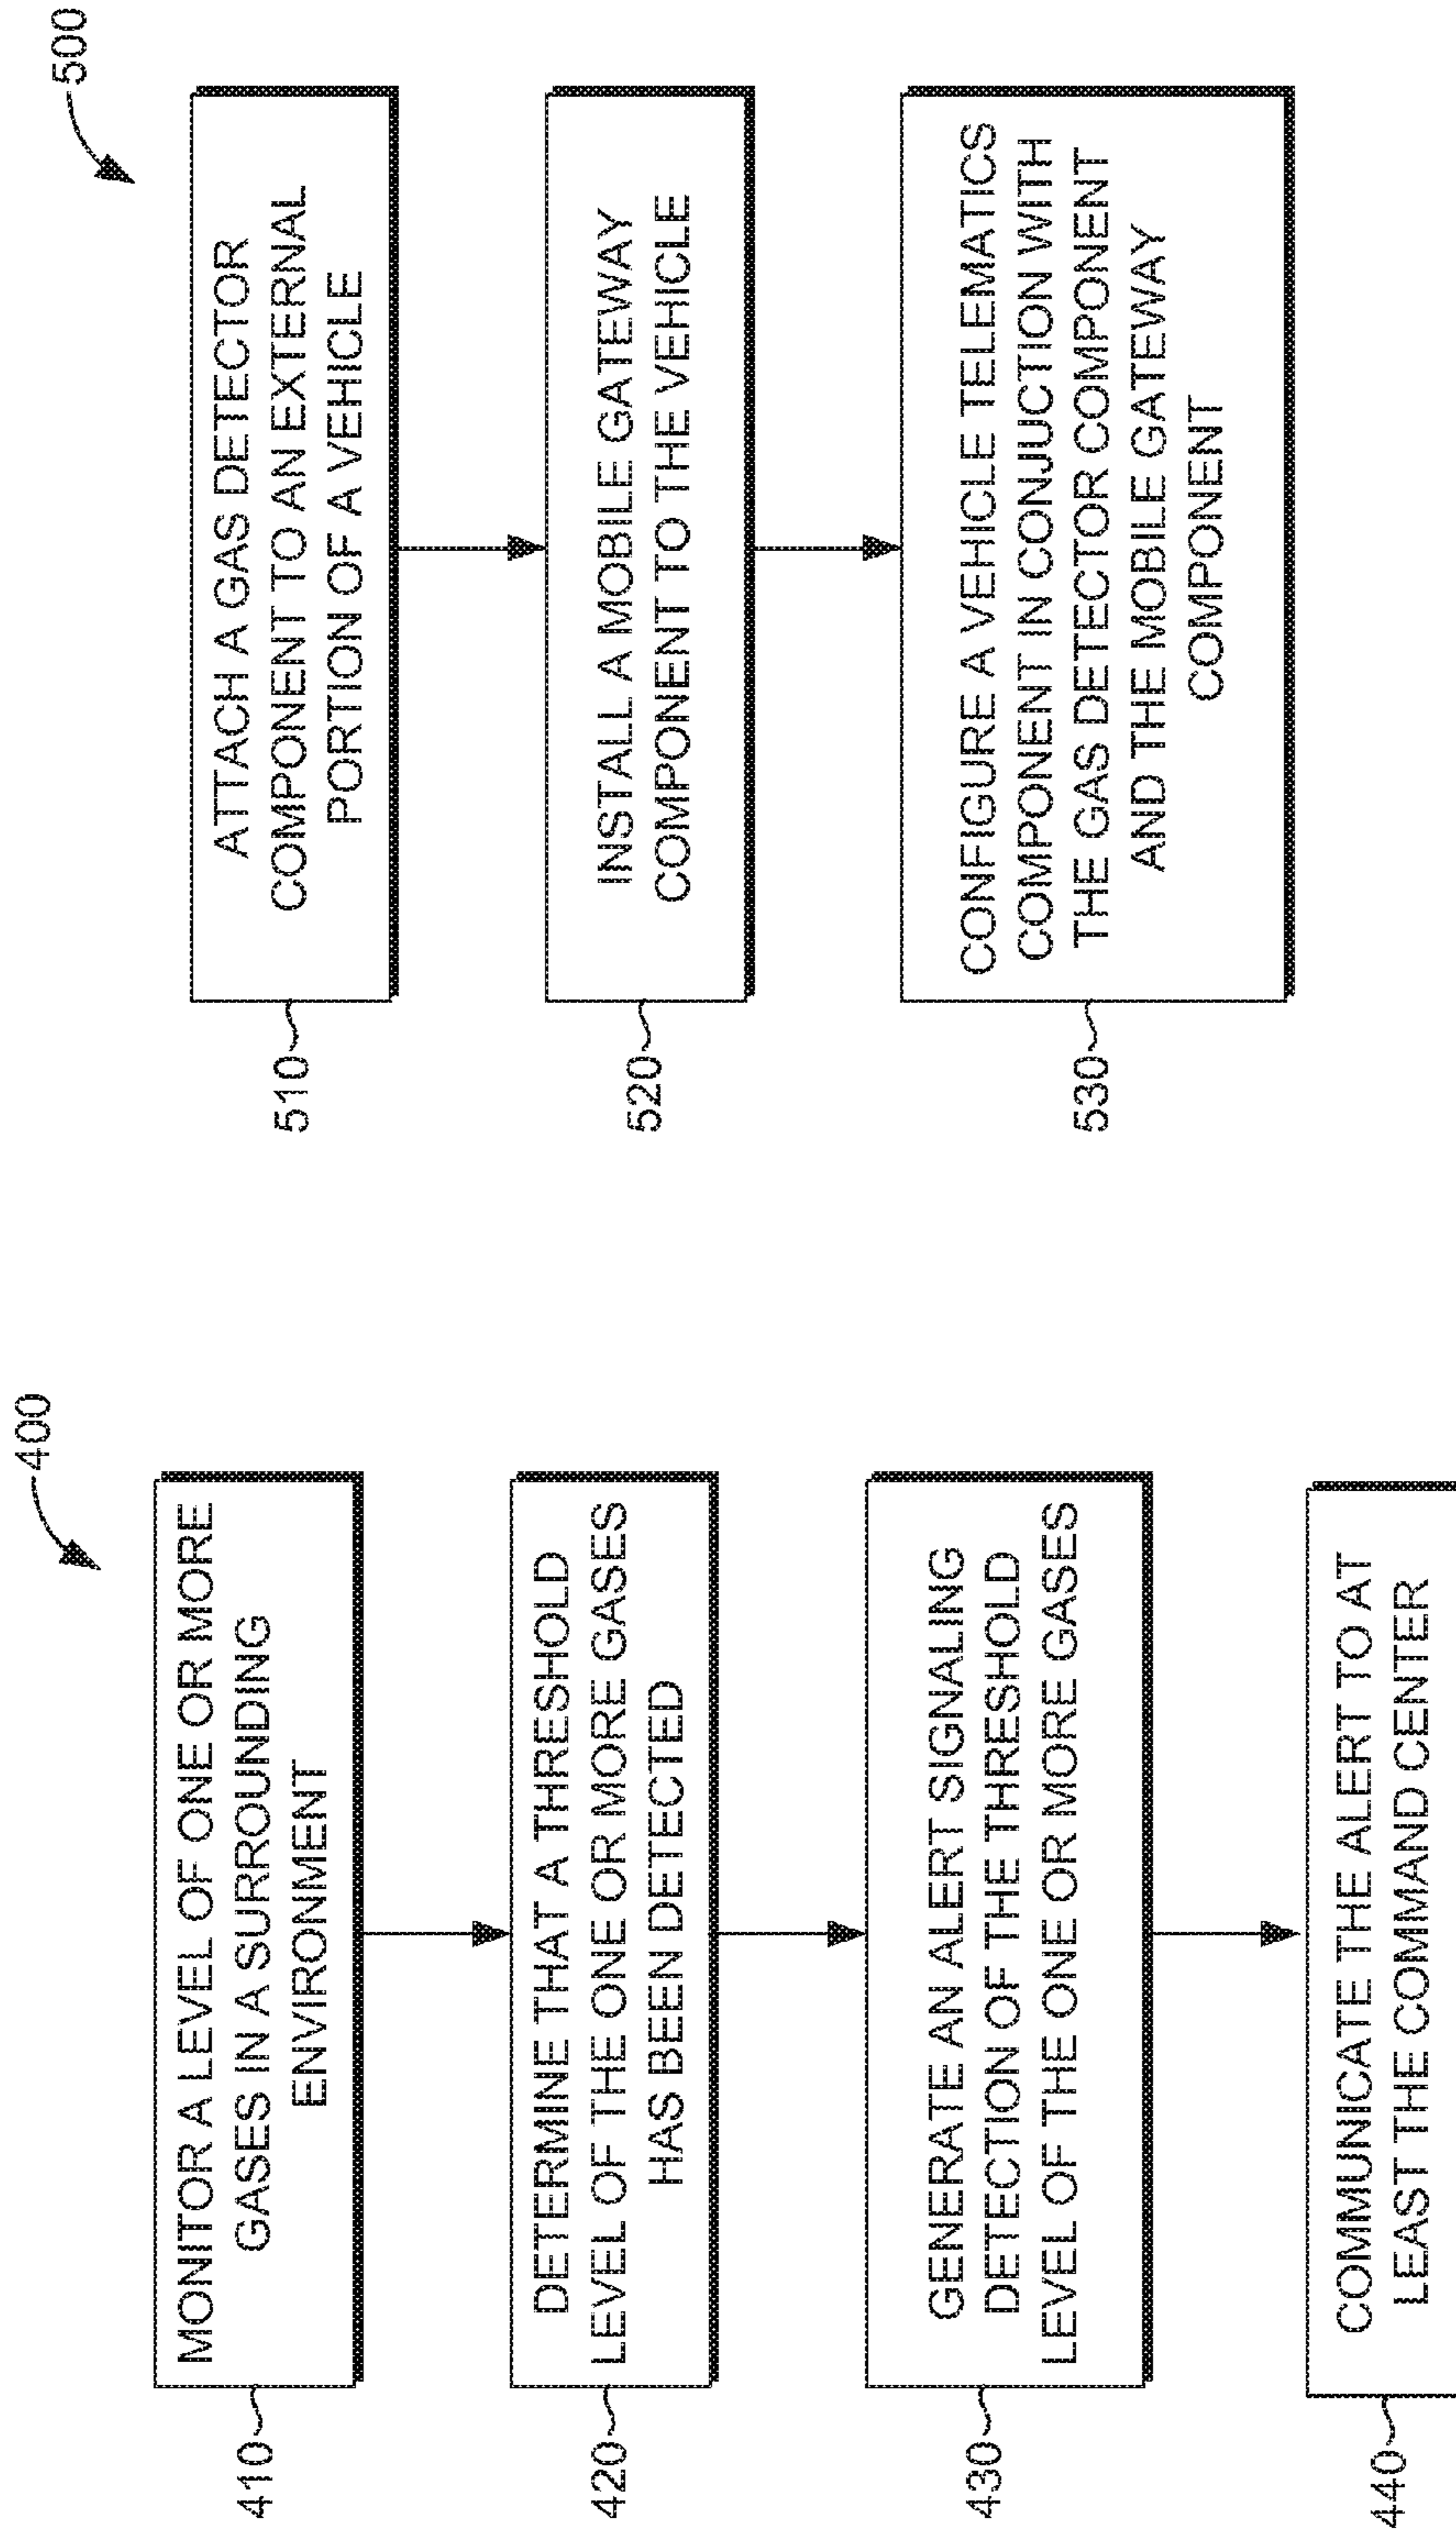 400
410
MONITOR A LEVEL OF ONE OR MORE
GASES IN A SURROUNDING
ENVIRONMENT
420
DETERMINE THAT A THRESHOLD
LEVEL OF THE ONE OR MORE GASES
HAS BEEN DETECTED
430
GENERATE AN ALERT SIGNALING
DETECTION OF THE THRESHOLD
LEVEL OF THE ONE OR MORE GASES
440
COMMUNICATE THE ALERT TO AT
LEAST THE COMMAND CENTER
500
510
ATTACH A GAS DETECTOR
COMPONENT TO AN EXTERNAL
PORTION OF A VEHICLE
520
INSTALL A MOBILE GATEWAY
COMPONENT TO THE VEHICLE
530
CONFIGURE A VEHICLE TELEMATICS
COMPONENT IN CONJUCTION WITH
THE GAS DETECTOR COMPONENT
AND THE MOBILE GATEWAY
COMPONENT